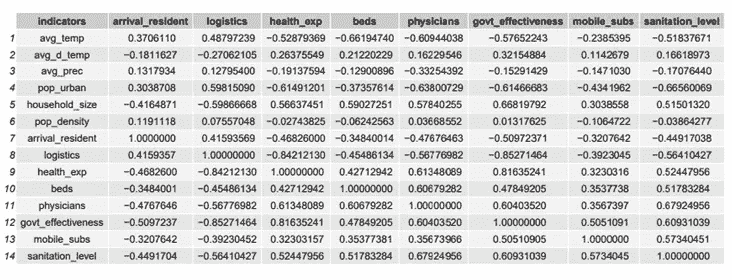 indicators arrival_resident logistics health_exp beds physicians govt_effectiveness mobile_subs sanitation_level
1 avg_temp 0.3706110 0.48797239 -0.52879369 -0.66194740 -0.60944038 -0.57652243 -0.2385395 -0.51837671
2 avg_d_temp -0.1811627 -0.27062105 0.26375549 0.21220229 0.16229546 0.32154884 0.1142679 0.16618973
3 avg_prec 0.1317934 0.12795400 -0.19137594 -0.12900896 -0.33254392 -0.15291429 -0.1471030 -0.17076440
4 pop_urban 0.3038708 0.59815090 -0.61491201 -0.37357614 -0.63800729 -0.61466683 -0.4341962 -0.66560069
5 household_size -0.4164871 -0.59866668 0.56637451 0.59027251 0.57840255 0.66819792 0.3038558 0.51501320
6 pop_density 0.1191118 0.07557048 -0.02743825 -0.06242563 0.03668552 0.01317625 -0.1064722 -0.03864277
7 arrival_resident 1.0000000 0.41593569 -0.46826000 -0.34840014 -0.47676463 -0.50972371 -0.3207642 -0.44917038
8 logistics 0.4159357 1.00000000 -0.84212130 -0.45486134 -0.56776982 -0.85271464 -0.3923045 -0.56410427
9 health_exp -0.4682600 -0.84212130 1.00000000 0.42712942 0.61348089 0.81635241 0.3230316 0.52447956
10 beds -0.3484001 -0.45486134 0.42712942 1.00000000 0.60679282 0.47849205 0.3537738 0.51783284
11 physicians -0.4767646 -0.56776982 0.61348089 0.60679282 1.00000000 0.60403520 0.3567397 0.67924956
12 govt_effectiveness -0.5097237 -0.85271464 0.81635241 0.47849205 0.60403520 1.00000000 0.5051091 0.60931039
13 mobile_subs -0.3207642 -0.39230452 0.32303157 0.35377381 0.35673966 0.50510905 1.0000000 0.57340451
14 sanitation_level -0.4491704 -0.56410427 0.52447956 0.51783284 0.67924956 0.60931039 0.5734045 1.00000000